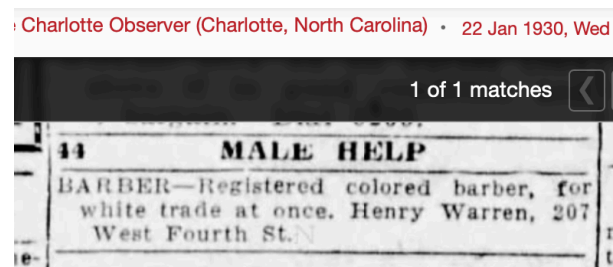 Charlotte Observer (Charlotte, North Carolina) · 22 Jan 1930, Wed
1 of 1 matches
44 MALE HELP
BARBER—Registered colored barber, for
white trade at once. Henry Warren, 207
West Fourth St.